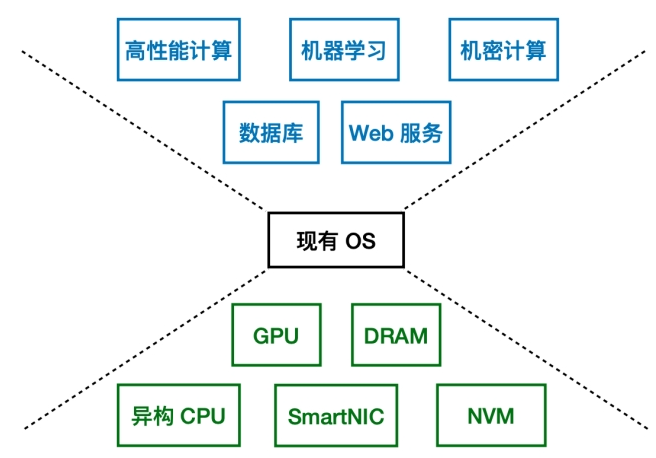 高性能计算
机器学习
机密计算
数据库
Web 服务
现有 OS
GPU
DRAM
异构 CPU
SmartNIC
NVM